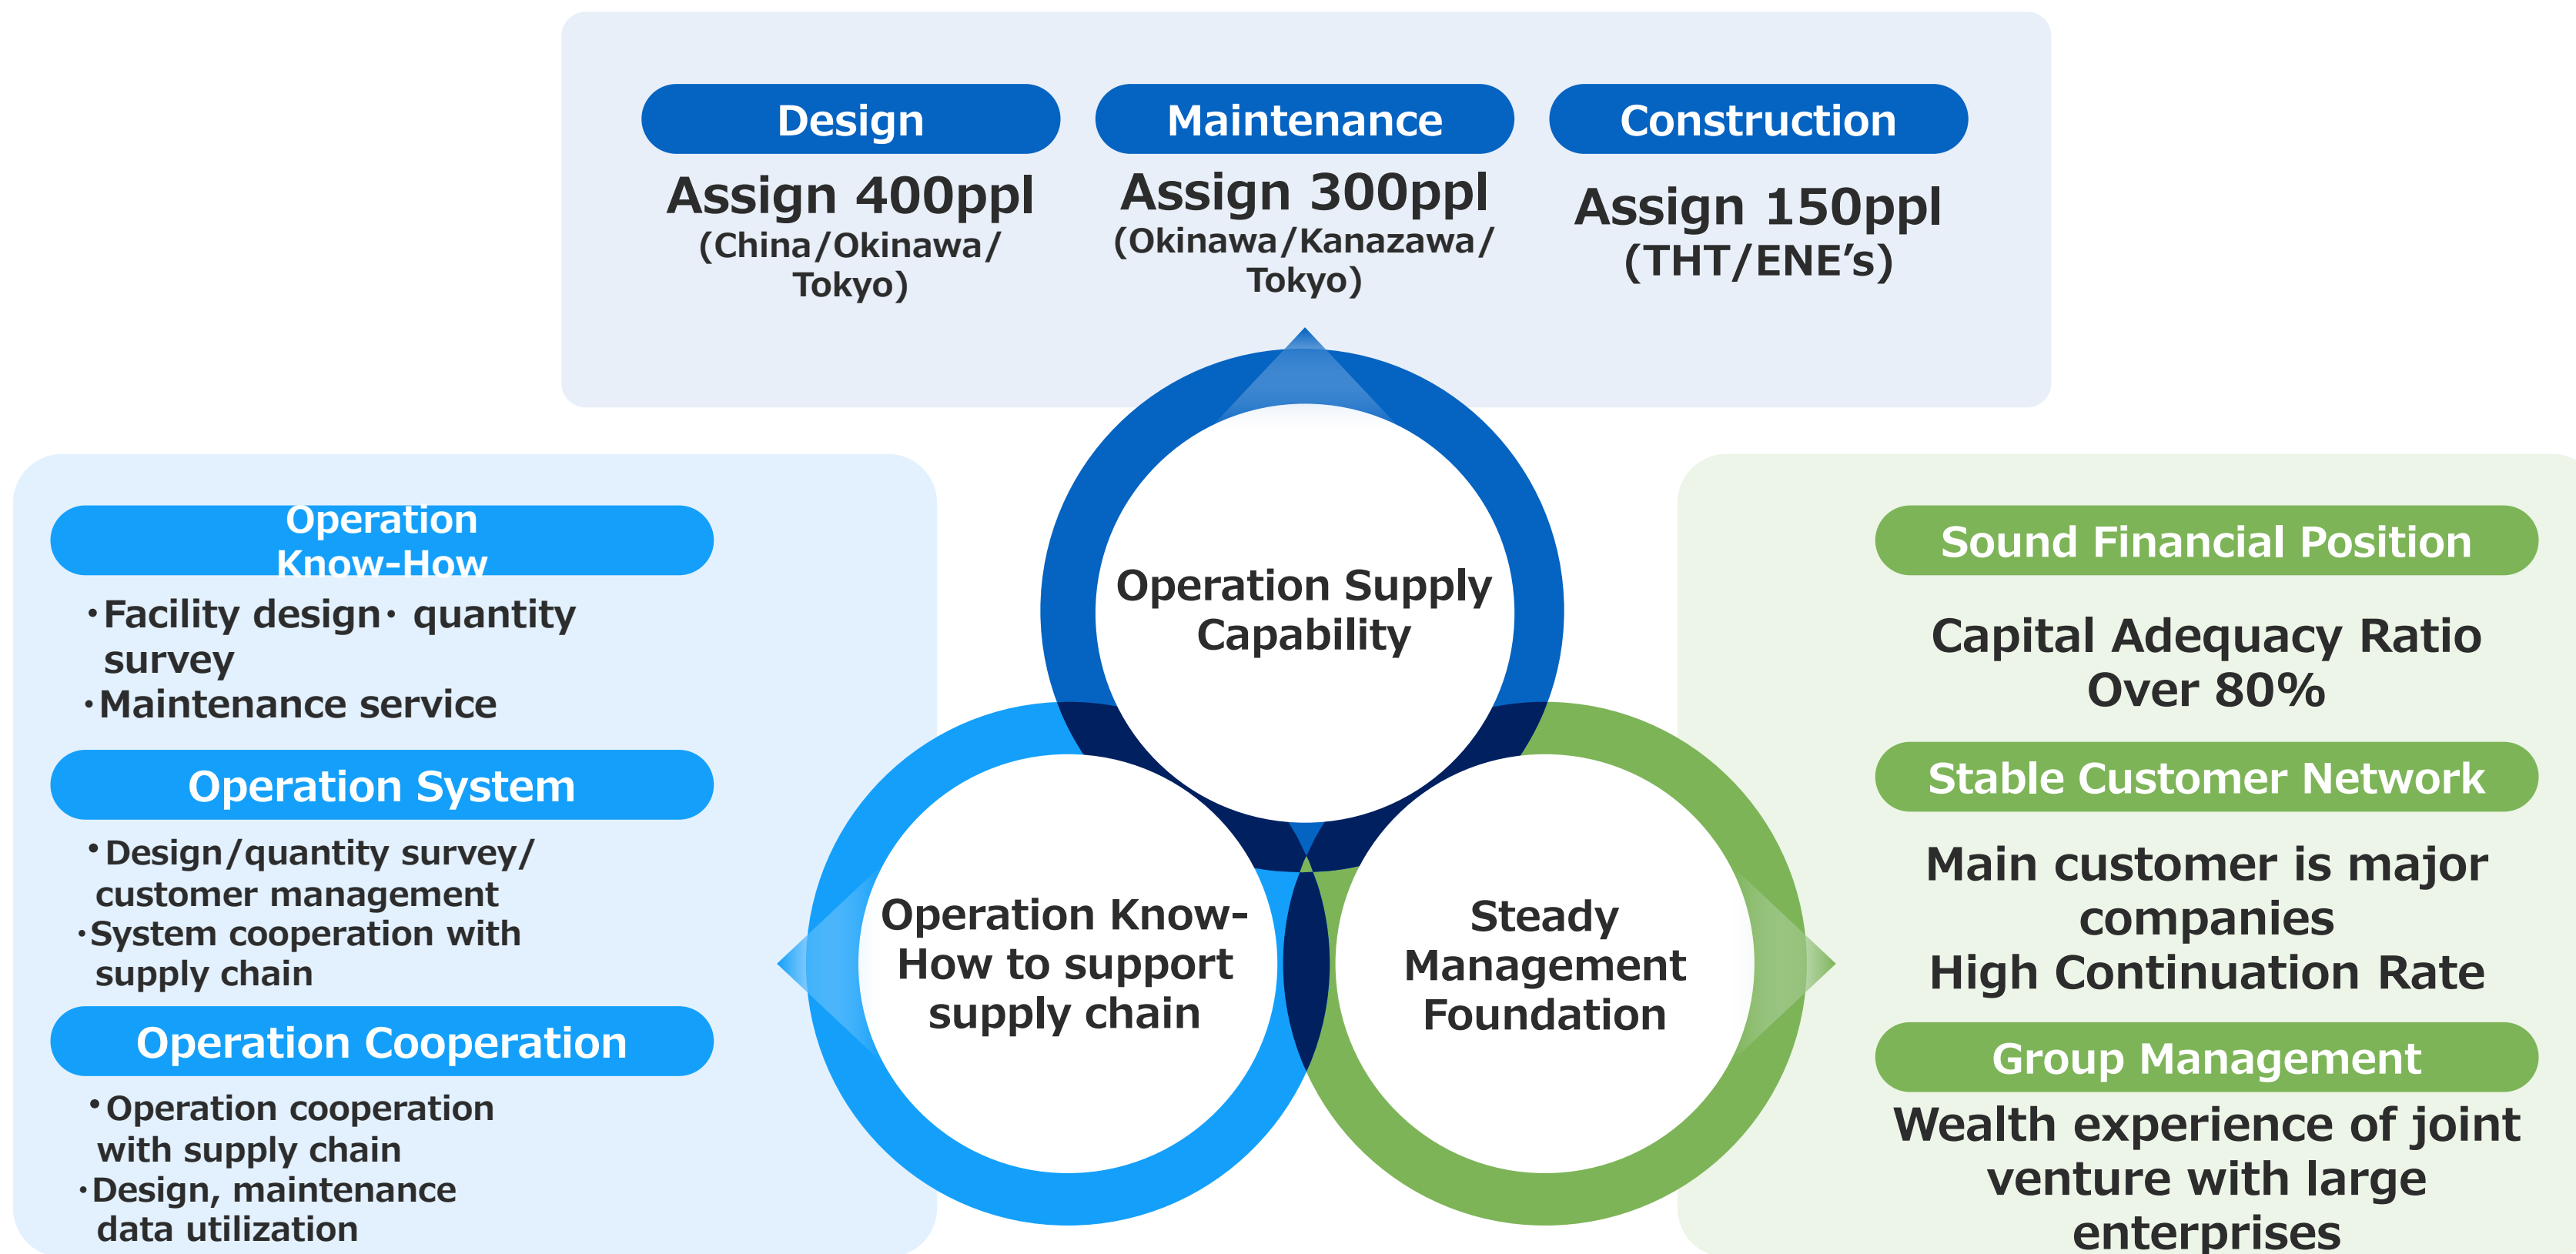 Design
Assign 400ppl
(China/Okinawa/
Tokyo)
Maintenance
Assign 300ppl
(Okinawa/Kanazawa/
Tokyo)
Construction
Assign 150ppl
(THT/ENE’s)
Operation Supply
Capability
Operation
Know-How
・Facility design・ quantity
survey
・Maintenance service
Operation System
・Design/quantity survey/
customer management
・System cooperation with
supply chain
Operation Cooperation
・Operation cooperation
with supply chain
・Design, maintenance
data utilization
Operation Know-
How to support
supply chain
Steady
Management
Foundation
Sound Financial Position
Capital Adequacy Ratio
Over 80%
Stable Customer Network
Main customer is major
companies
High Continuation Rate
Group Management
Wealth experience of joint
venture with large
enterprises